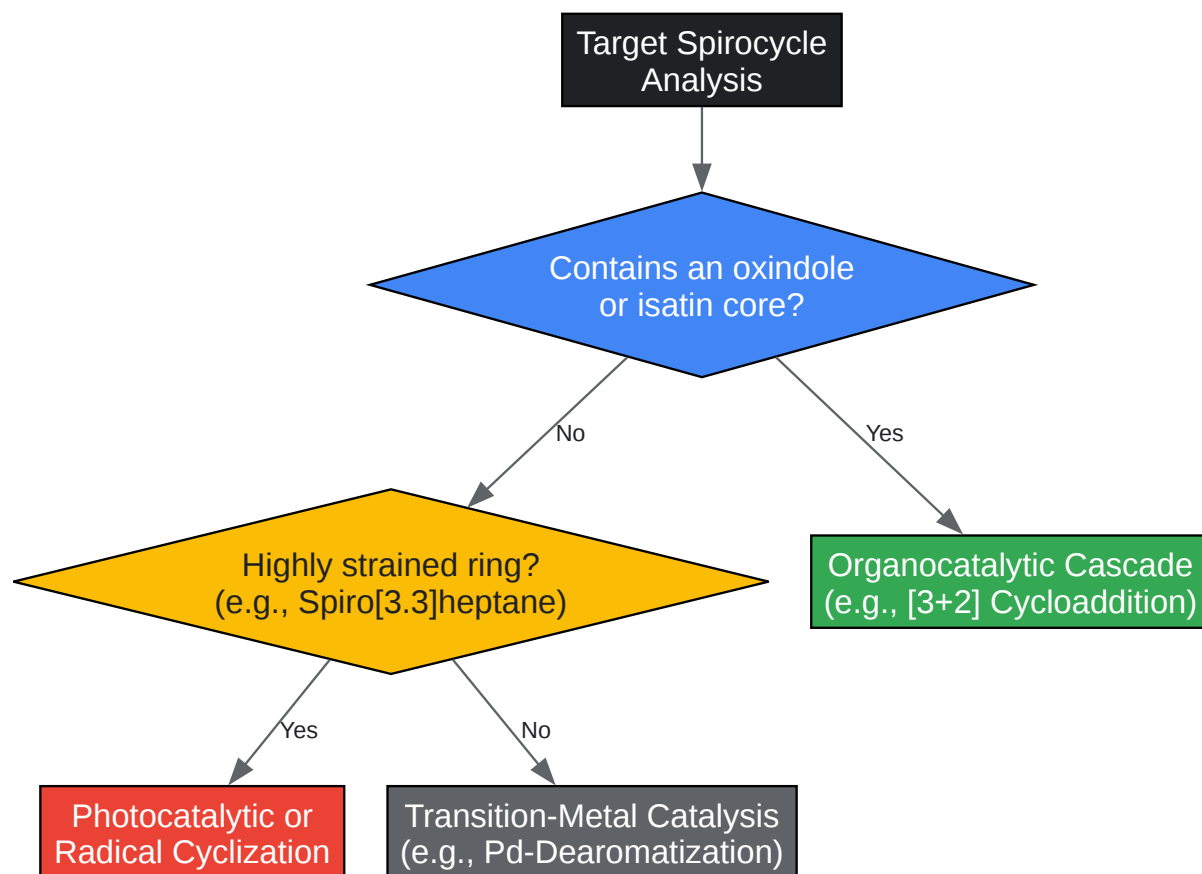 Target Spirocycle
Analysis
Contains an oxindole
or isatin core?
No
Yes
Highly strained ring?
(e.g., Spiro[3.3]heptane)
Organocatalytic Cascade
(e.g., [3+2] Cycloaddition)
Yes
No
Photocatalytic or
Radical Cyclization
Transition-Metal Catalysis
(e.g., Pd-Dearomatization)